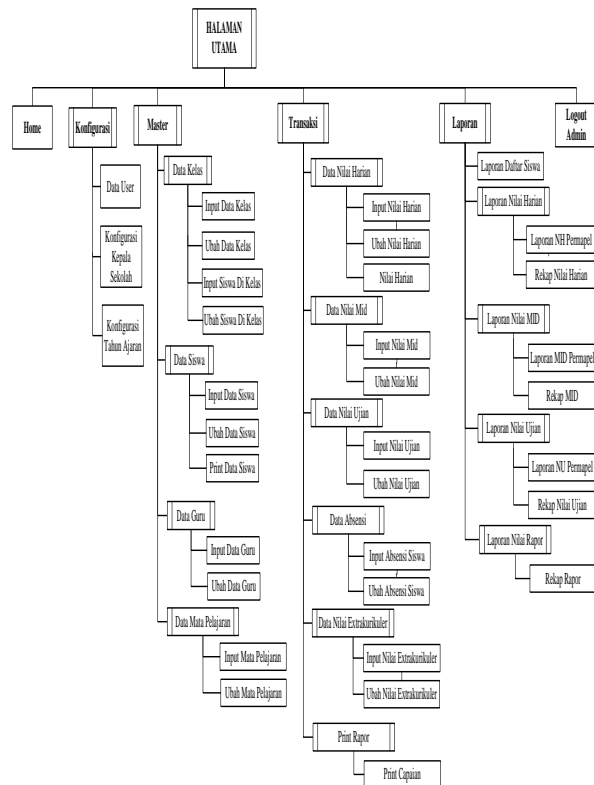 HALAMAN
UTAMA
Home
Konfigurasi
Data User
Konfigurasi
Kepala
Sekolah
Konfigurasi
Tahun Ajaran
Master
Data Kelas
Input Data Kelas
Ubah Data Kelas
Input Siswa Di Kelas
Ubah Siswa Di Kelas
Data Siswa
Input Data Siswa
Ubah Data Siswa
Print Data Siswa
Data Guru
Input Data Guru
Ubah Data Guru
Data Mata Pelajaran
Input Mata Pelajaran
Ubah Mata Pelajaran
Transaksi
Data Nilai Harian
Input Nilai Harian
Ubah Nilai Harian
Nilai Harian
Data Nilai Mid
Input Nilai Mid
Ubah Nilai Mid
Data Nilai Ujian
Input Nilai Ujian
Ubah Nilai Ujian
Data Absensi
Input Absensi Siswa
Ubah Absensi Siswa
Data Nilai Extrakurikuler
Input Nilai Extrakurikuler
Ubah Nilai Extrakurikuler
Print Rapor
Print Capaian
Laporan
Laporan Daftar Siswa
Laporan Nilai Harian
Laporan NH Permapel
Rekap Nilai Harian
Laporan Nilai MID
Laporan MID Permapel
Rekap MID
Laporan Nilai Ujian
Laporan NU Permapel
Rekap Nilai Ujian
Laporan Nilai Rapor
Rekap Rapor
Logout
Admin